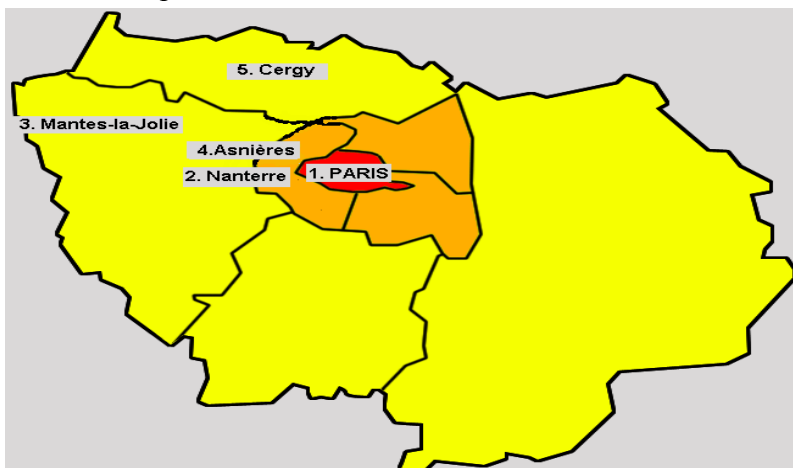 5. Cergy
3. Mantes-la-Jolie
4.Asnières
2. Nanterre
1. PARIS